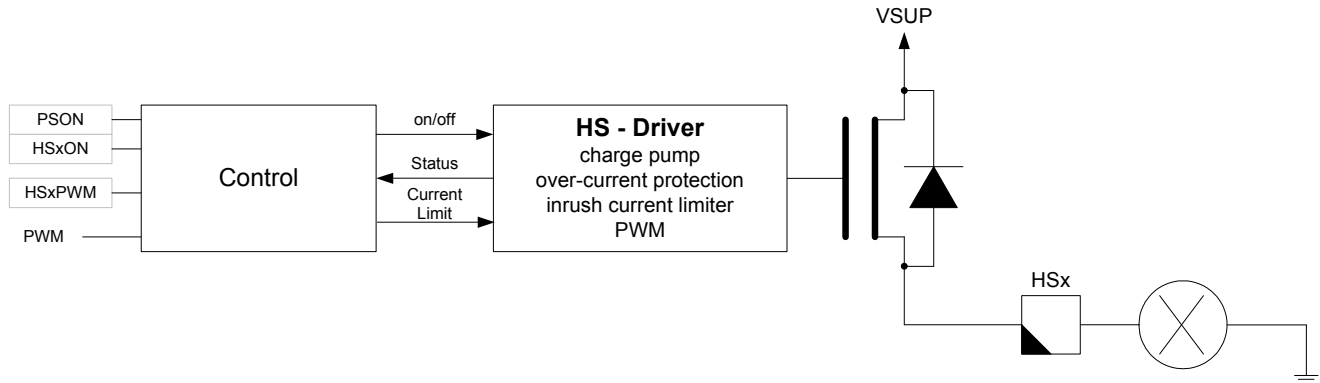 VSUP
PSON
HSxON
HSxPWM
PWM
Control
on/off
Status
Current
Limit
HS - Driver
charge pump
over-current protection
inrush current limiter
PWM
HSx